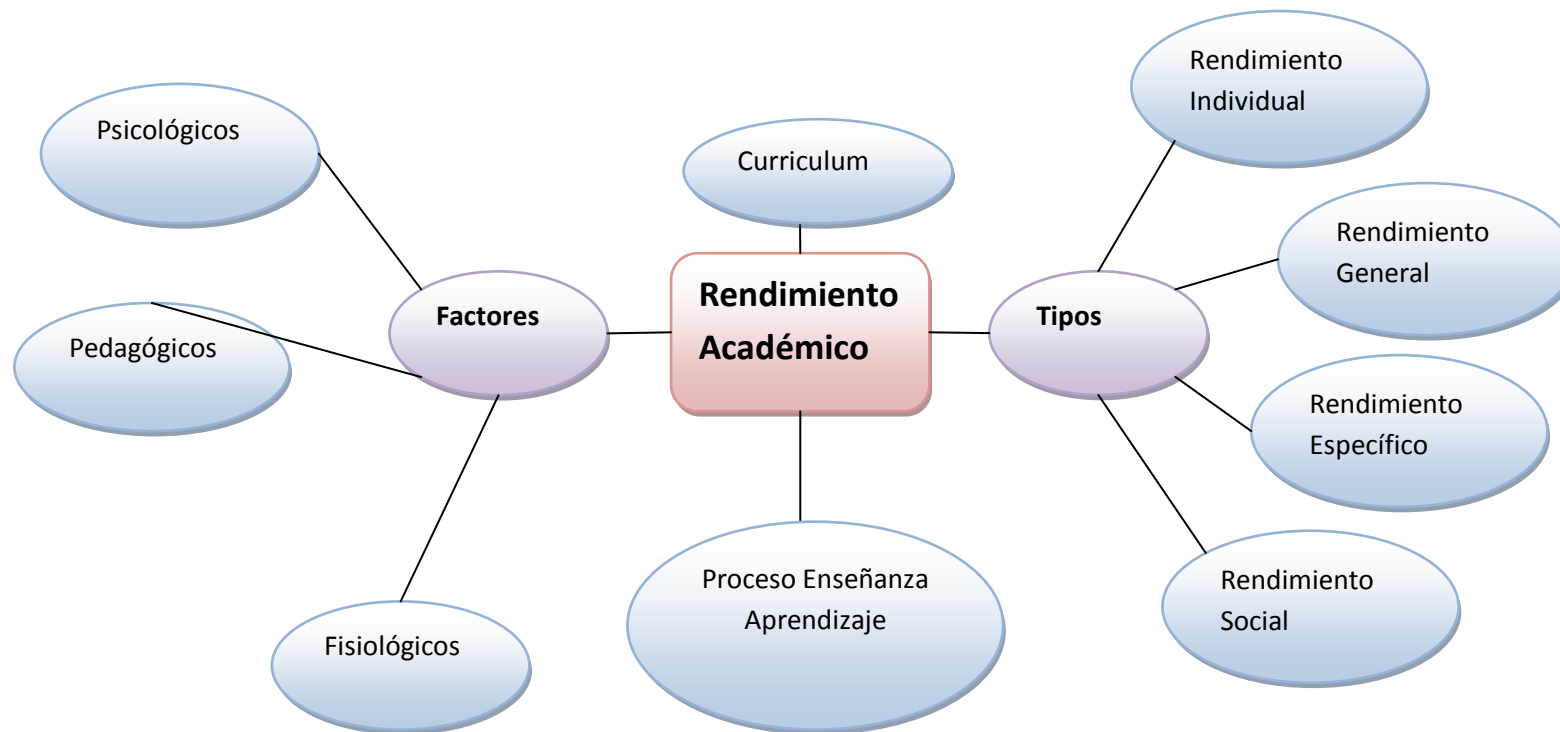 Rendimiento
Individual
Psicológicos
Curriculum
Rendimiento
General
Rendimiento
Académico
Factores
Tipos
Pedagógicos
Rendimiento
Específico
Proceso Enseñanza
Aprendizaje
Rendimiento
Social
Fisiológicos